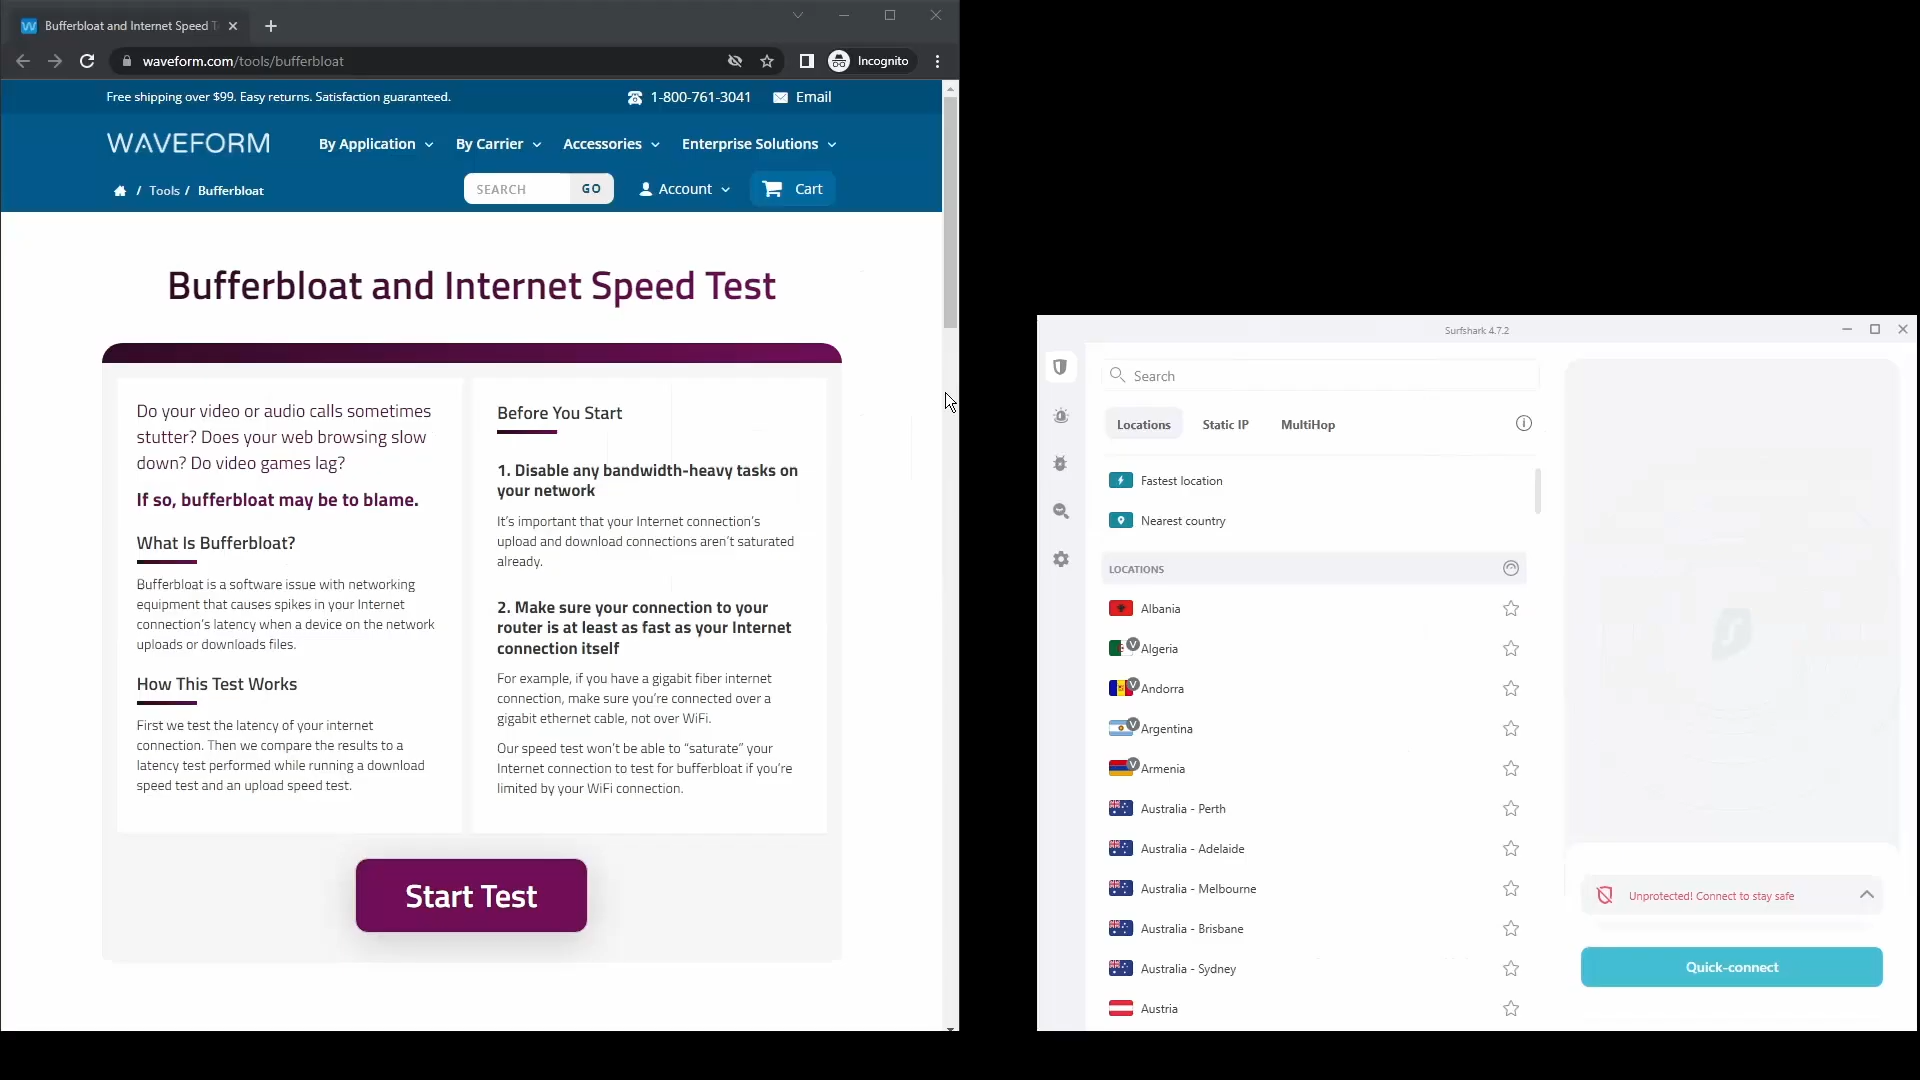 Bufferbloat and Internet Speed T
waveform.com/tools/bufferbloat
Incognito
Free shipping over $99. Easy returns. Satisfaction guaranteed.
1-800-761-3041
Email
WAVEFORM
By Application
By Carrier
Accessories
Enterprise Solutions
/ Tools / Bufferbloat
SEARCH
GO
Account
Cart
Bufferbloat and Internet Speed Test
Do your video or audio calls sometimes
stutter? Does your web browsing slow
down? Do video games lag?
If so, bufferbloat may be to blame.
What Is Bufferbloat?
Bufferbloat is a software issue with networking
equipment that causes spikes in your Internet
connection's latency when a device on the network
uploads or downloads files.
How This Test Works
First we test the latency of your internet
connection. Then we compare the results to a
latency test performed while running a download
speed test and an upload speed test.
Before You Start
1. Disable any bandwidth-heavy tasks on
your network
It's important that your Internet connection's
upload and download connections aren't saturated
already.
2. Make sure your connection to your
router is at least as fast as your Internet
connection itself
For example, if you have a gigabit fiber internet
connection, make sure you're connected over a
gigabit ethernet cable, not over WiFi.
Our speed test won't be able to “saturate” your
Internet connection to test for bufferbloat if you're
limited by your WiFi connection.
Start Test
Surfshark 4.7.2
Search
Locations
Static IP
MultiHop
Fastest location
Nearest country
LOCATIONS
Albania
V Algeria
V Andorra
V Argentina
V Armenia
Australia - Perth
Australia - Adelaide
Australia - Melbourne
Australia - Brisbane
Australia - Sydney
Austria
Unprotected! Connect to stay safe
Quick-connect